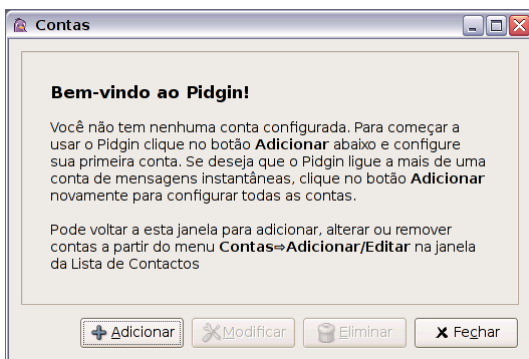 Contas
Bem-vindo ao Pidgin!
Você não tem nenhuma conta configurada. Para começar a
usar o Pidgin clique no botão Adicionar abaixo e configure
sua primeira conta. Se deseja que o Pidgin ligue a mais de uma
conta de mensagens instantâneas, clique no botão Adicionar
novamente para configurar todas as contas.
Pode voltar a esta janela para adicionar, alterar ou remover
contas a partir do menu Contas⇨Adicionar/Editar na janela
da Lista de Contactos
Adicionar Modificar Eliminar Fechar